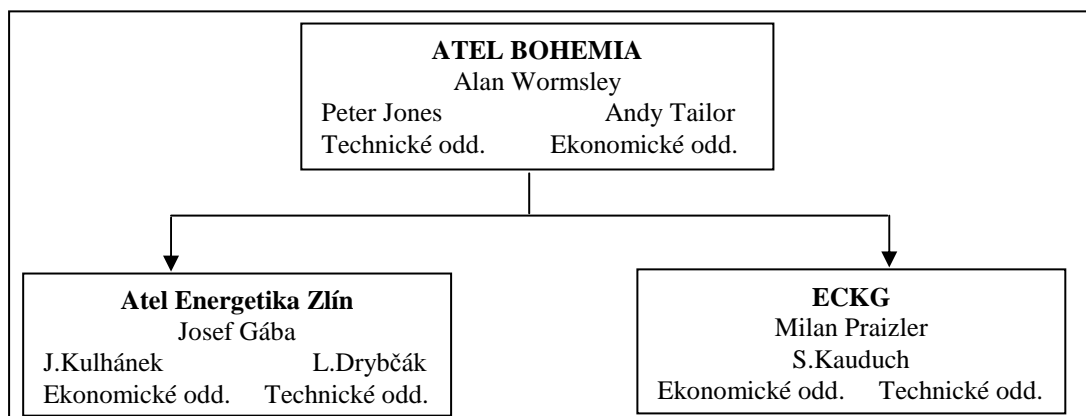 ATEL BOHEMIA
Alan Wormsley
Peter Jones Andy Tailor
Technické odd. Ekonomické odd.
Atel Energetika Zlín
Josef Gába
J.Kulhánek L.Drybčák
Ekonomické odd. Technické odd.
ECKG
Milan Praizler
S.Kauduch
Ekonomické odd. Technické odd.